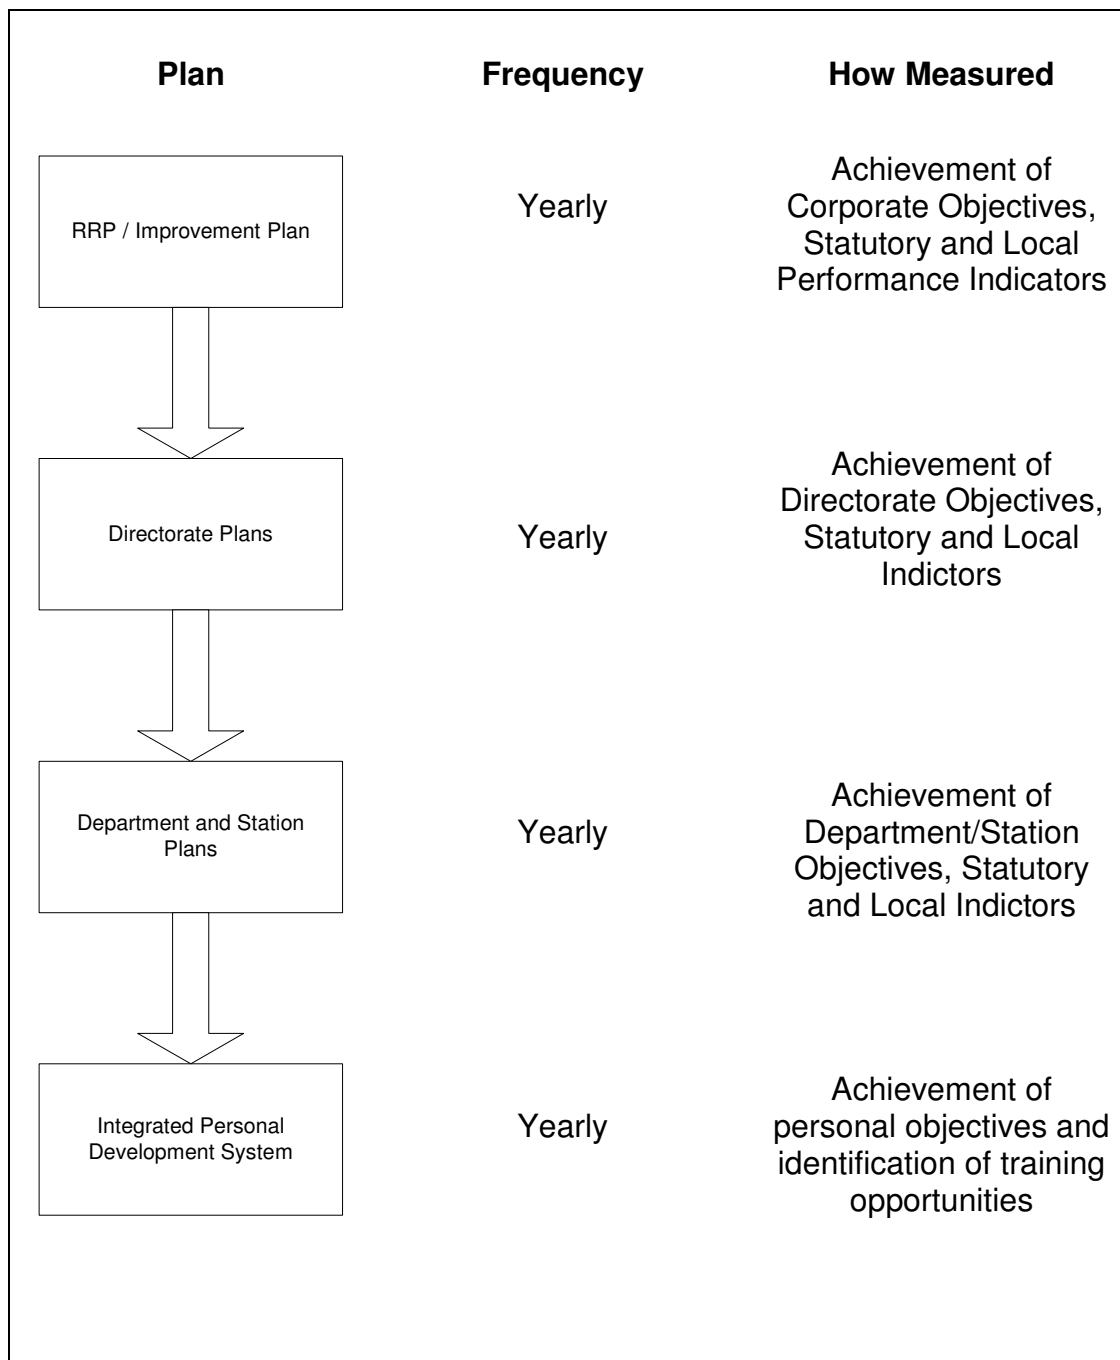 Plan Frequency How Measured
RRP / Improvement Plan
Yearly
Achievement of
Corporate Objectives,
Statutory and Local
Performance Indicators
Directorate Plans
Yearly
Achievement of
Directorate Objectives,
Statutory and Local
Indictors
Department and Station
Plans
Yearly
Achievement of
Department/Station
Objectives, Statutory
and Local Indictors
Integrated Personal
Development System
Yearly
Achievement of
personal objectives and
identification of training
opportunities